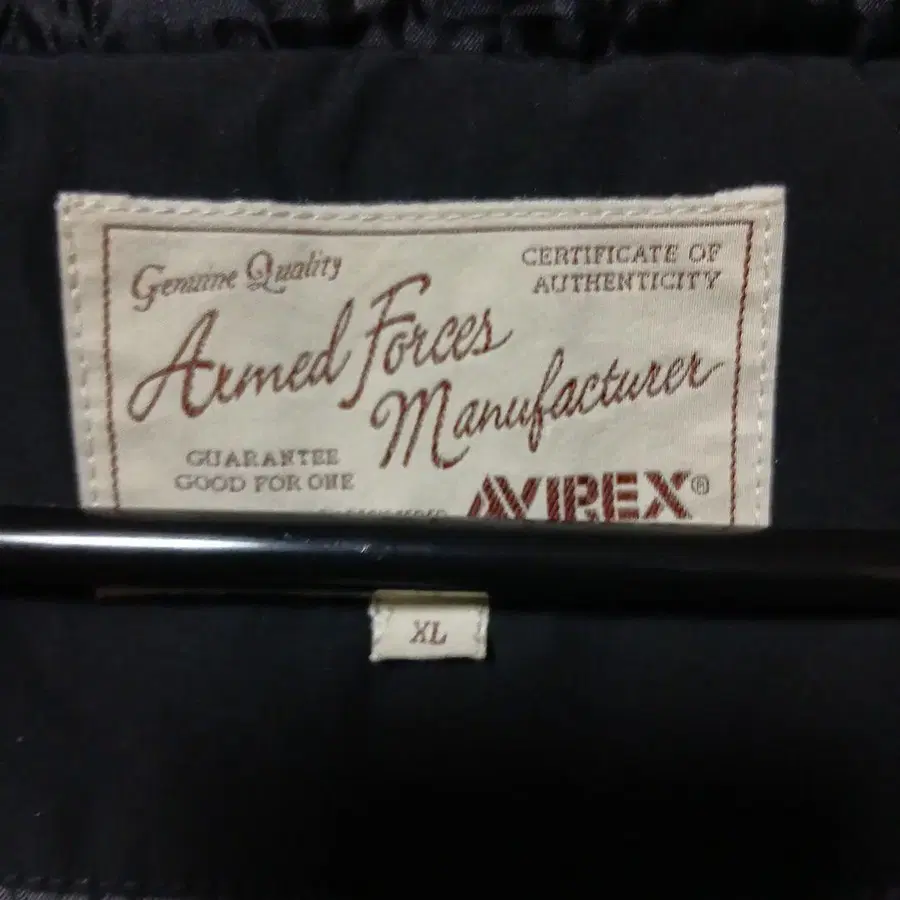 Genuine Quality
CERTIFICATE OF
AUTHENTICITY
Armed Forces
Manufacturer
GUARANTEE
GOOD FOR ONE
AVIREX®
XL